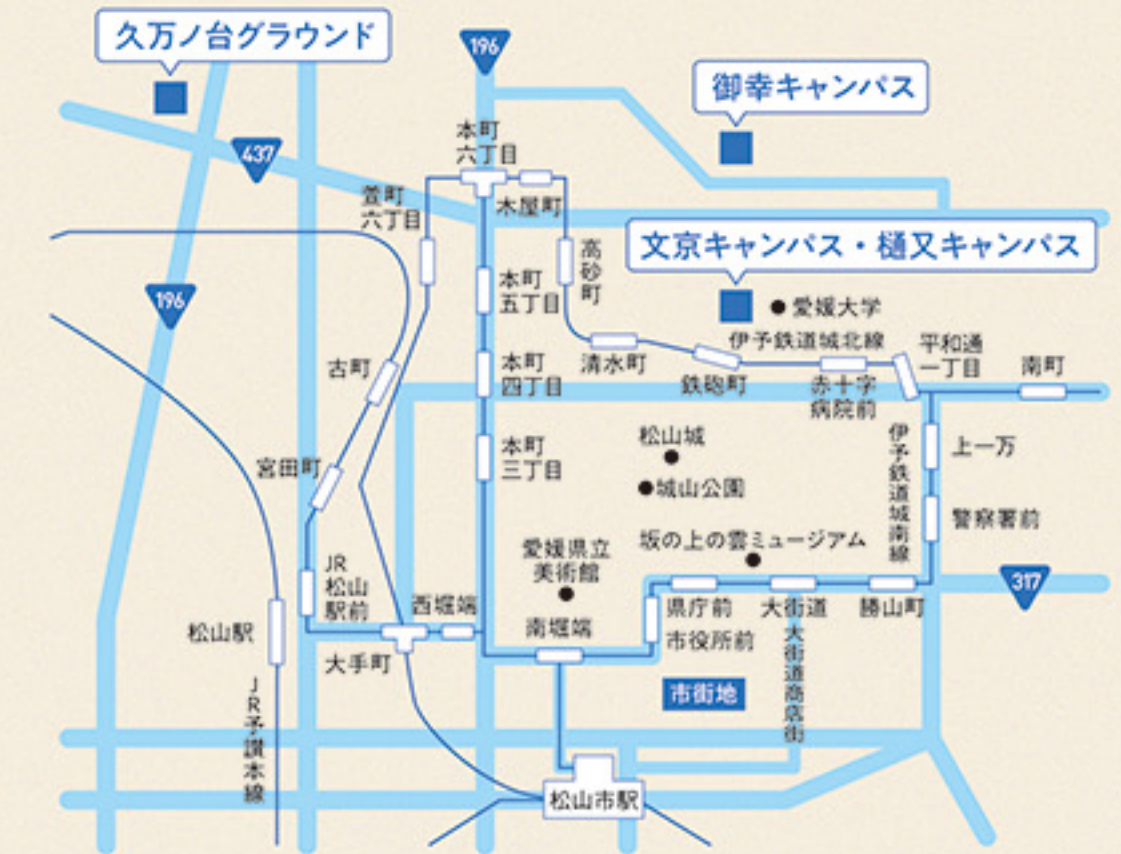 久万ノ台グラウンド
196
御幸キャンパス
437
本町
六丁目
萱町
六丁目
木屋町
文京キャンパス・樋又キャンパス
高砂町
196
本町
五丁目
愛媛大学
伊予鉄道城北線
清水町
平和通
一丁目
南町
古町
本町
四丁目
鉄砲町
赤十字
病院前
松山城
伊予鉄道城南線
上一万
宮田町
本町
三丁目
城山公園
警察署前
坂の上の雲ミュージアム
愛媛県立
美術館
317
JR
松山
駅前
西堀端
県庁前
大街道
勝山町
松山駅
南堀端
市役所前
大手町
大街道商店街
市街地
JR予讃本線
松山市駅